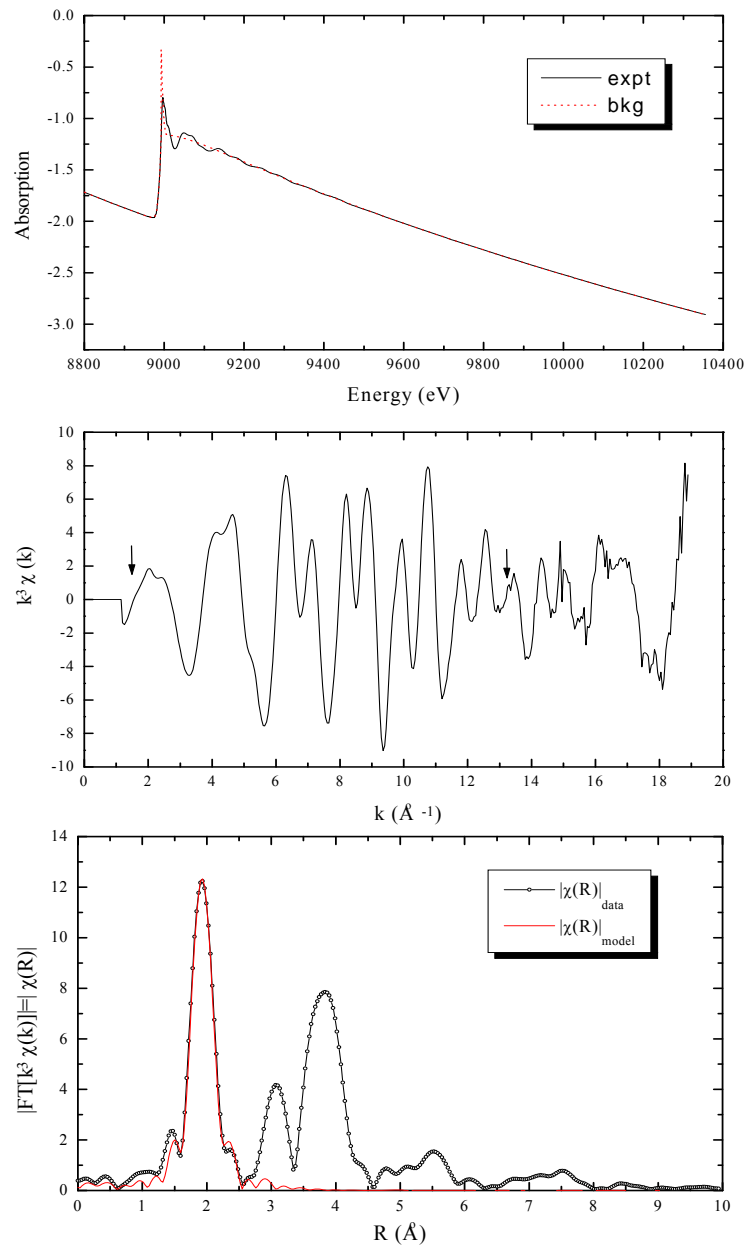 0.0
-0.5
-1.0
-1.5
-2.0
-2.5
-3.0
Absorption
expt
bkg
8800 9000 9200 9400 9600 9800 10000 10200 10400
Energy (eV)
10
8
6
4
2
0
-2
-4
-6
-8
-10
k³ χ (k)
0 2 4 6 8 10 12 14 16 18 20
k (Å ⁻¹)
14
12
10
8
6
4
2
0
|FT[k³ χ(k)]|=| χ(R)|
|χ(R)|data
|χ(R)|model
0 1 2 3 4 5 6 7 8 9 10
R (Å)